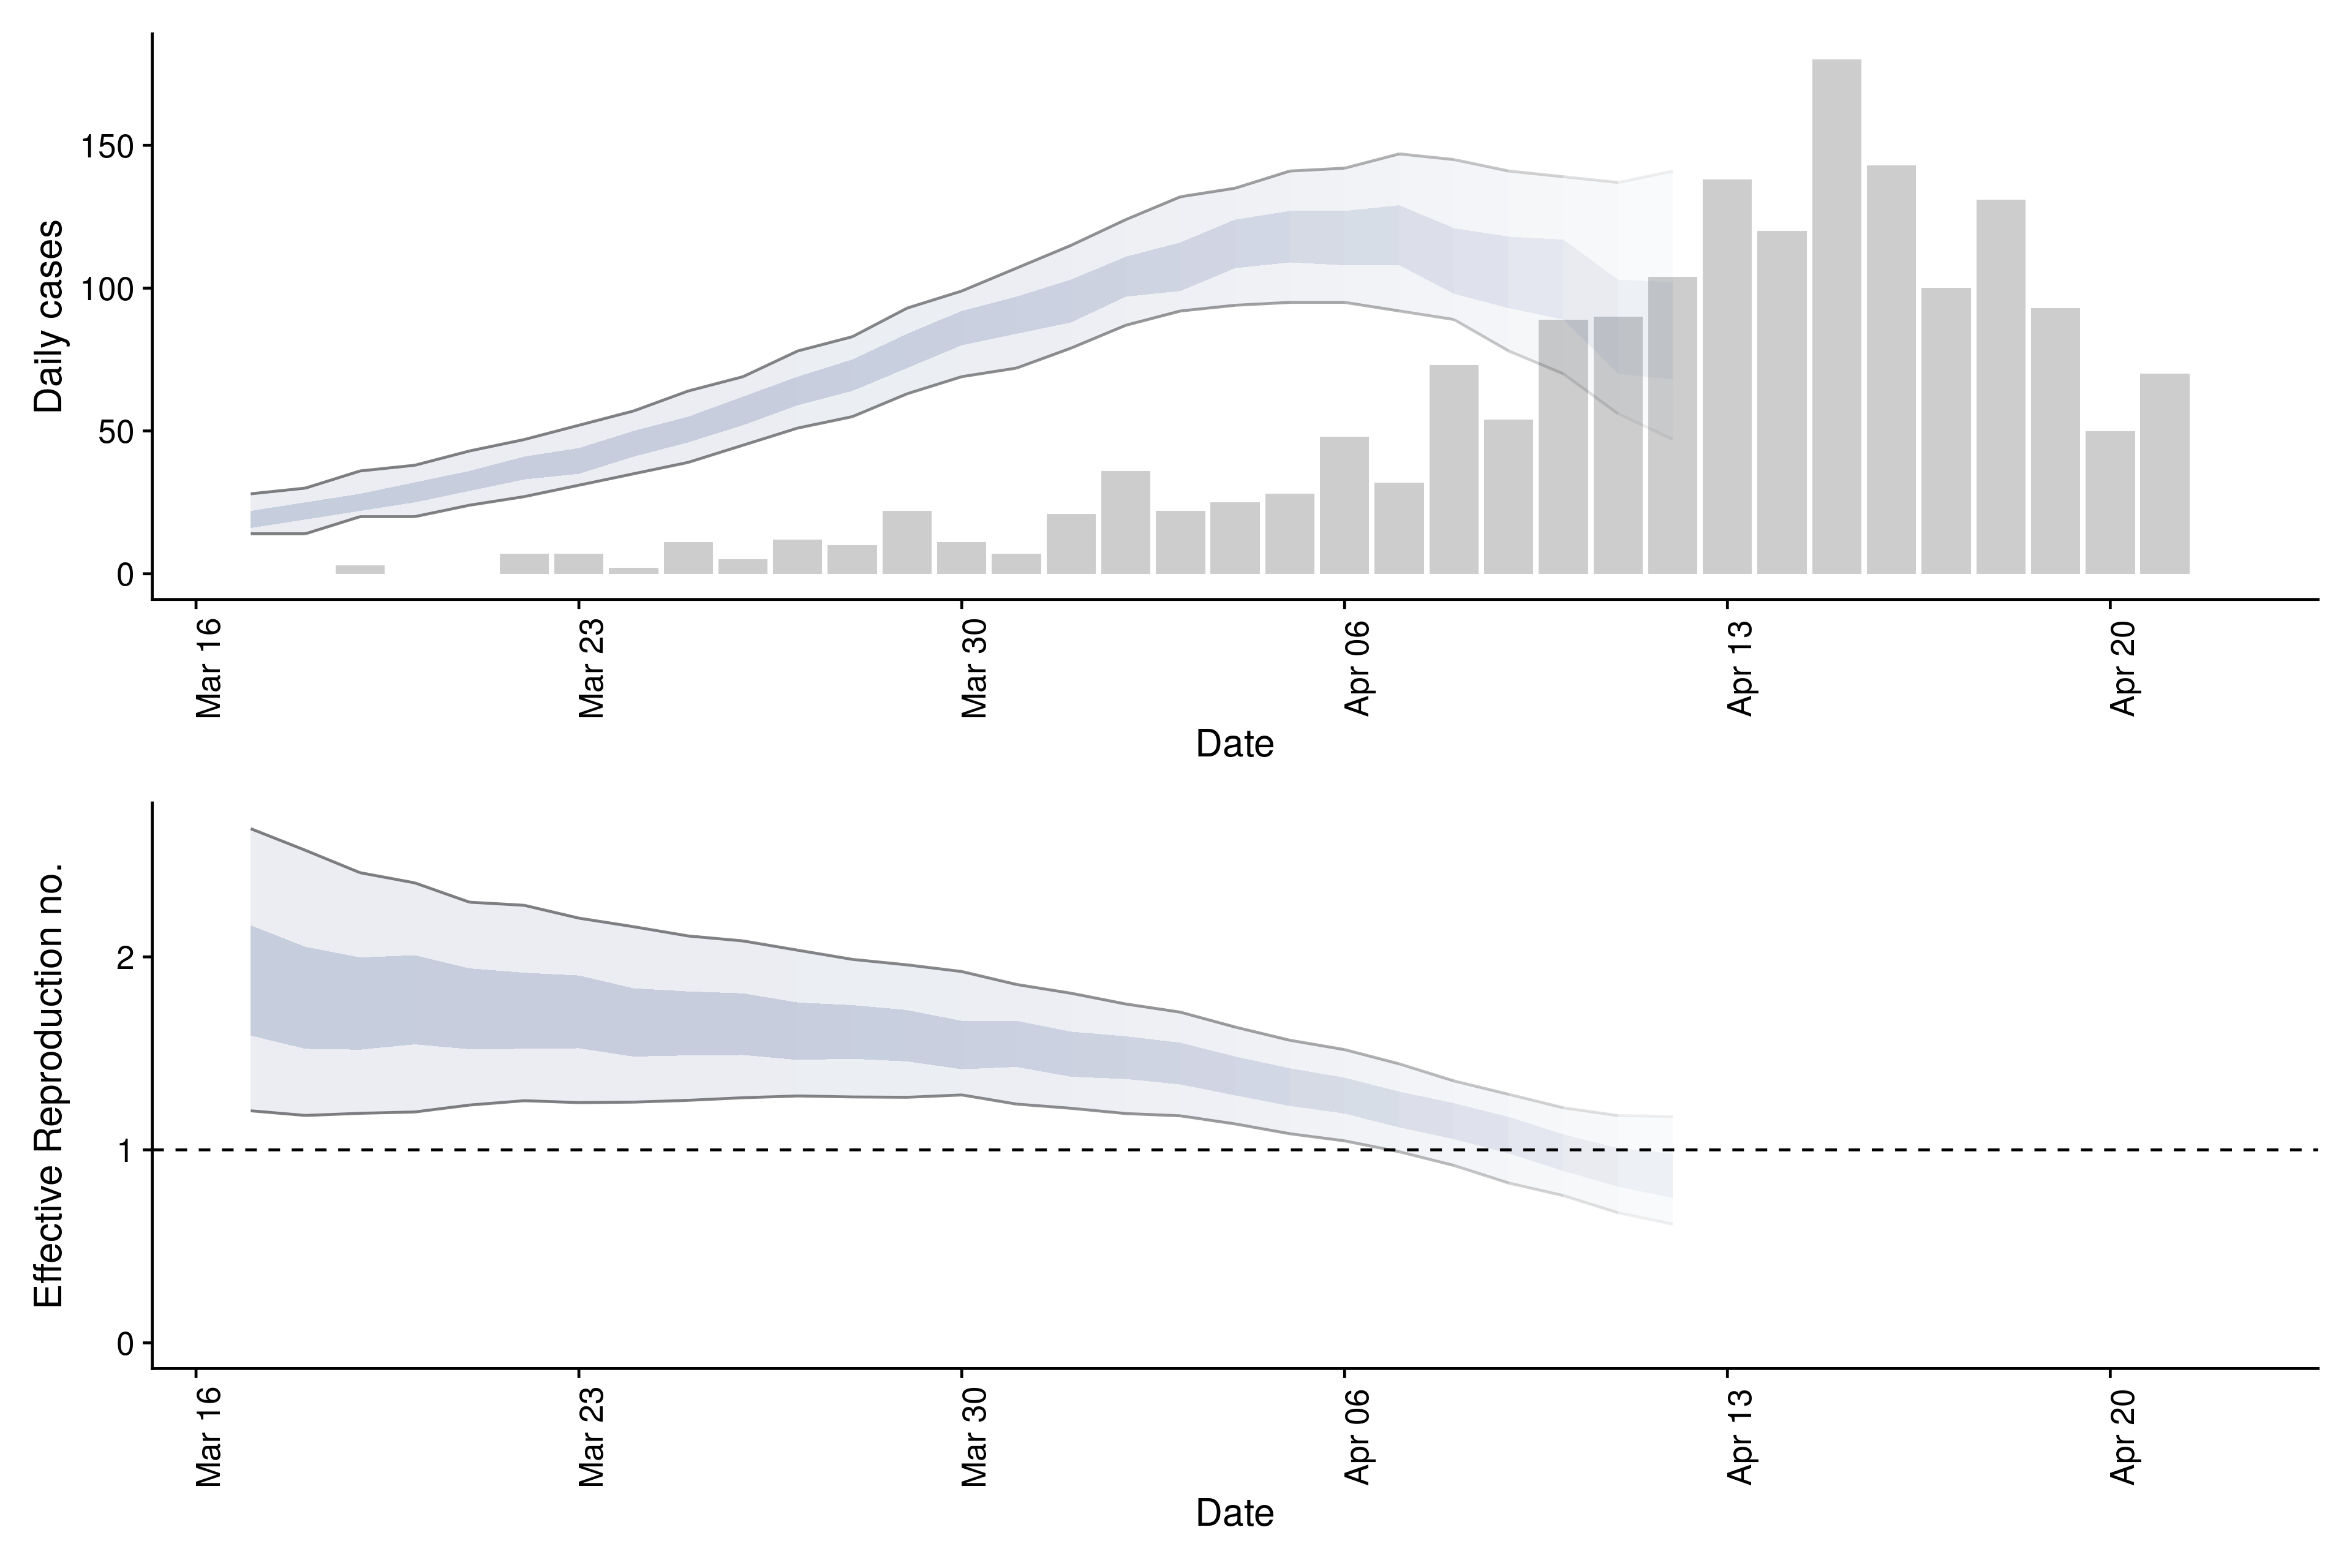 Daily cases
150
100
50
0
Mar 16
Mar 23
Mar 30
Apr 06
Apr 13
Apr 20
Date
Effective Reproduction no.
2
1
0
Mar 16
Mar 23
Mar 30
Apr 06
Apr 13
Apr 20
Date